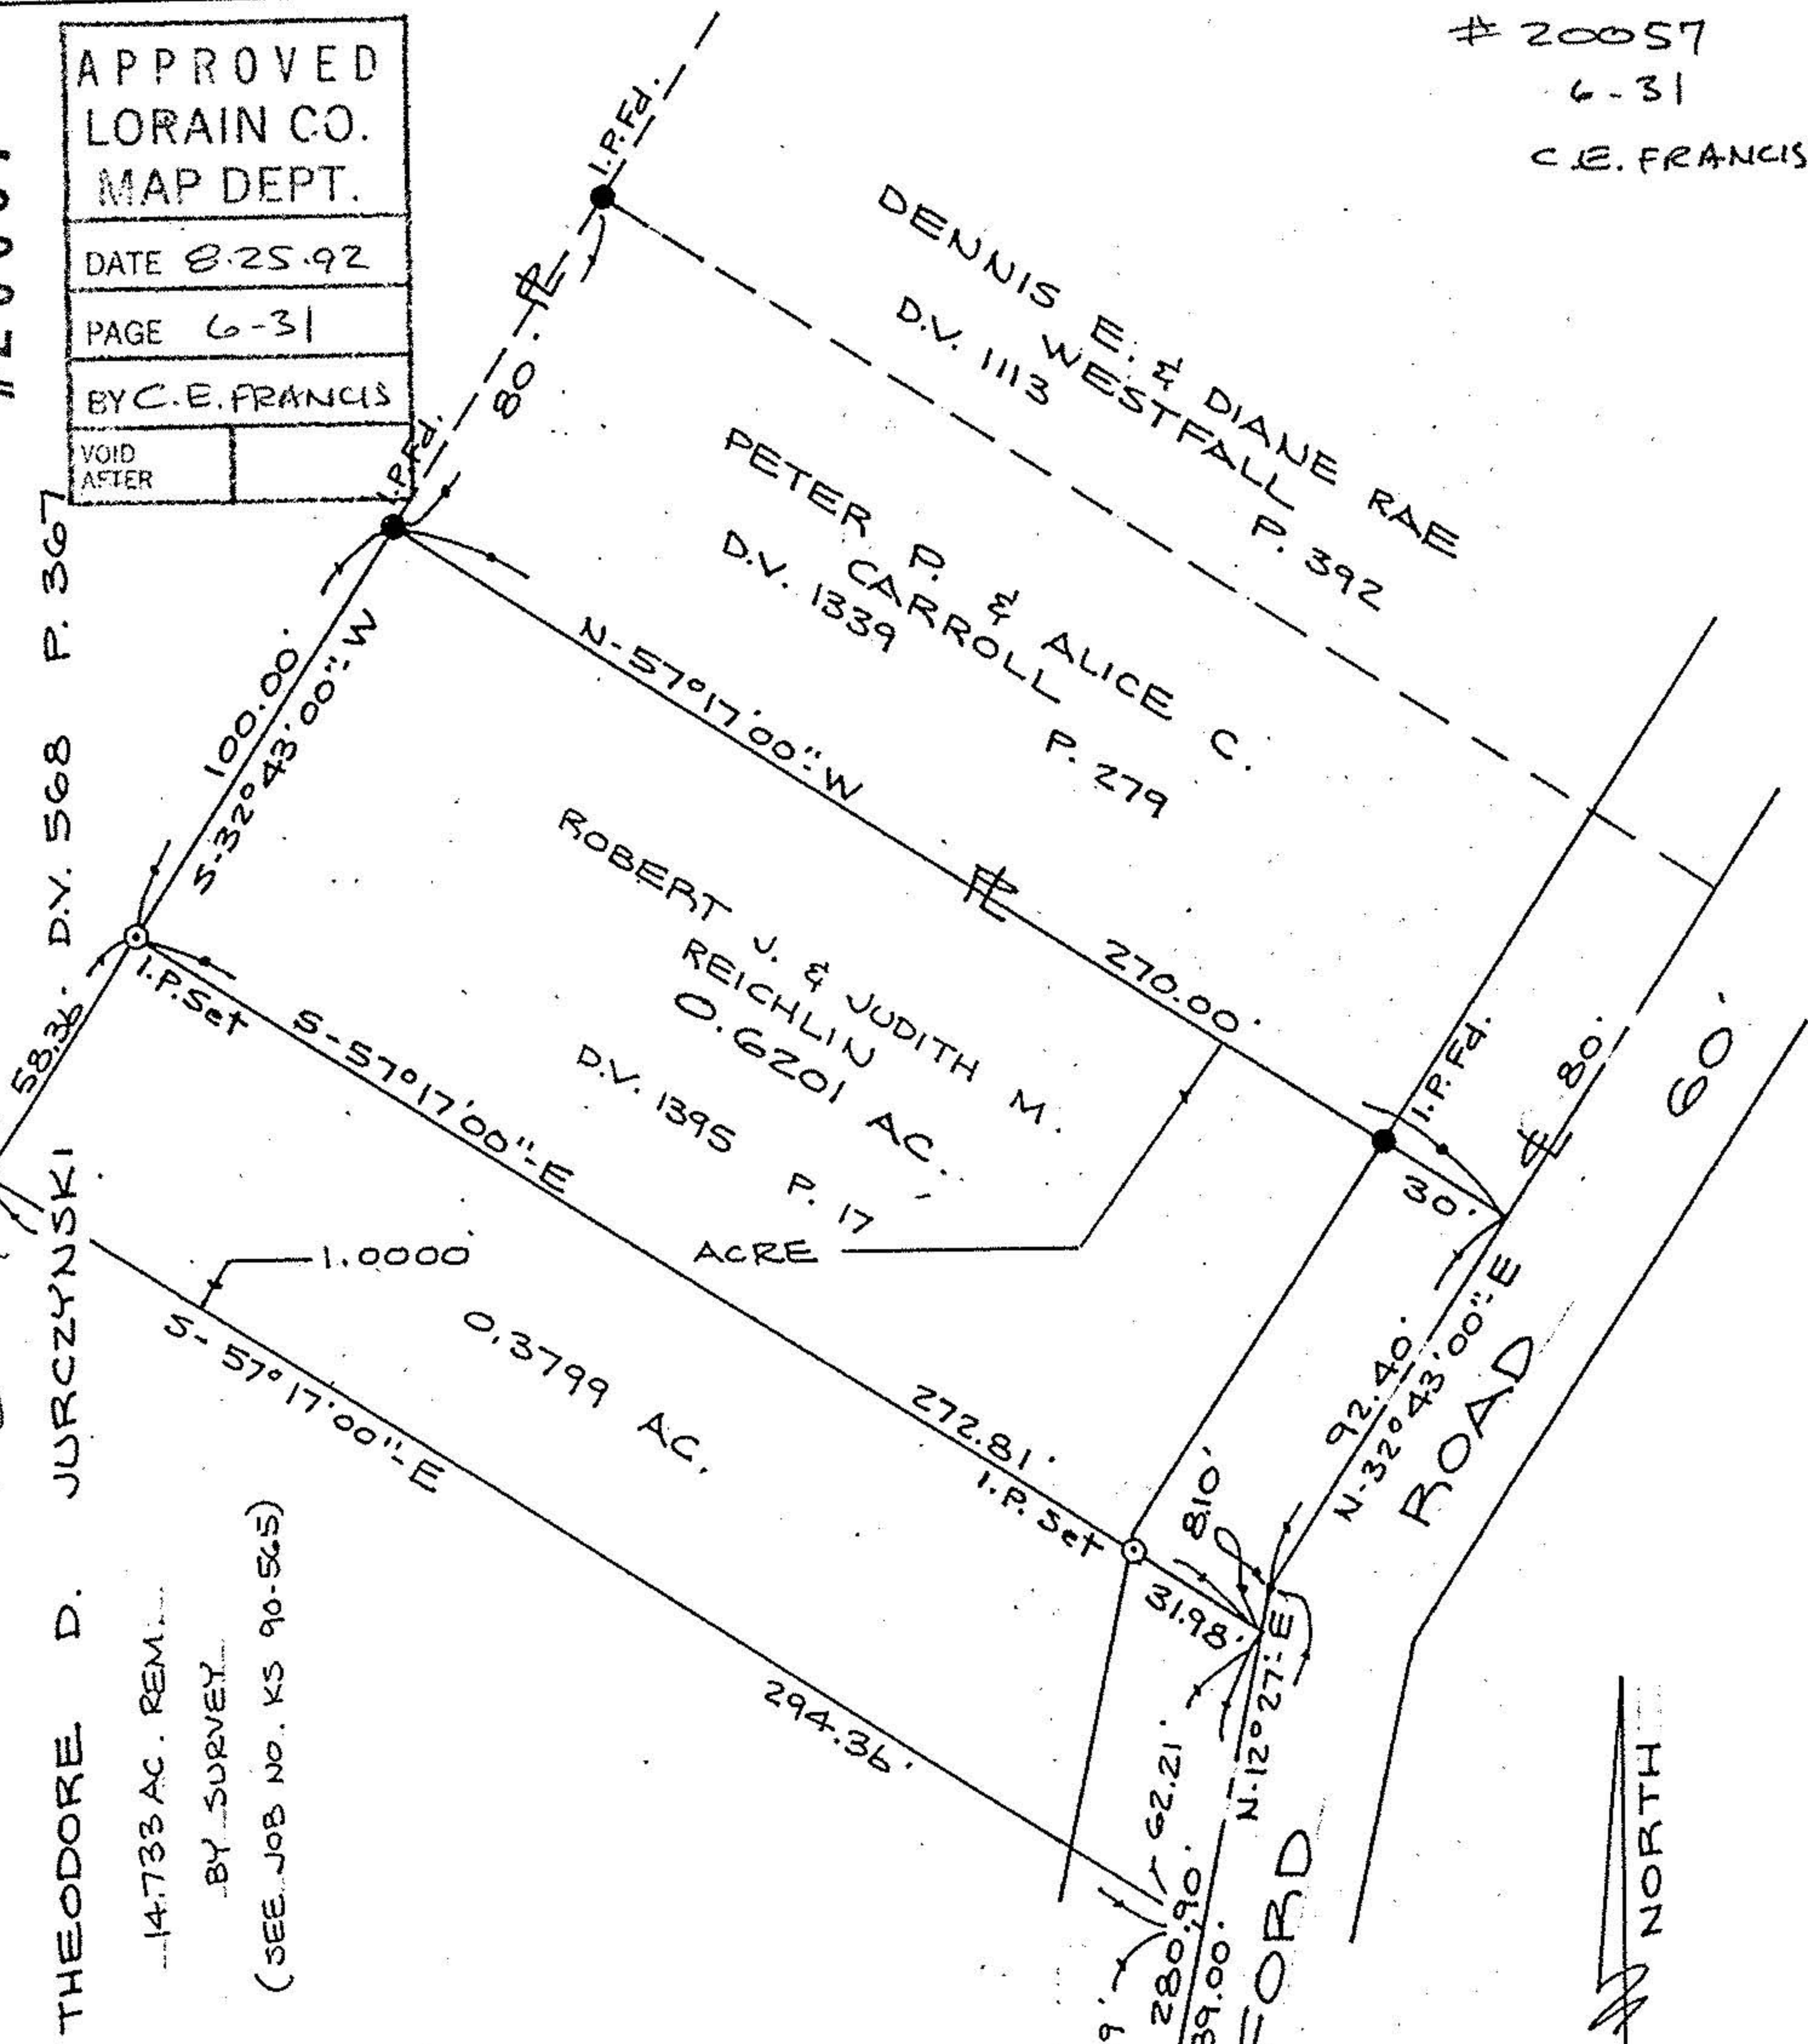 # 20057
6-31
C.E. FRANCIS
APPROVED
LORAIN CO.
MAP DEPT.
DATE 8.25.92
PAGE 6-31
BY C.E. FRANCIS
VOID
AFTER
I.P.Fd.
80.'
DENNIS E. & DIANE RAE
WESTFALL
D.V. 1113 P. 392
I.P.Fd.
PETER P. & ALICE C.
CARROLL
D.V. 1339 P. 279
100.00'
S-32°43'00"-W
N-57°17'00"-W
270.00'
ROBERT J. & JUDITH M.
REICHLIN
0.6201 AC.
D.V. 1395 P. 17
I.P.Fd.
80.'
60.'
30.'
I.P.Set
58.36'
S-57°17'00"-E
272.81'
I.P. Set
1.0000 ACRE
0.3799 AC.
8.10'
31.98'
92.40'
N-32°43'00"-E
ROAD
S-57°17'00"-E
294.36'
62.21'
N-12°27'-E
280.90'
39.00'
FORD
THEODORE D. JURCZYNSKI D.V. 568 P. 367
14.733 AC. REM.
BY SURVEY
(SEE JOB NO. KS 90-565)
NORTH